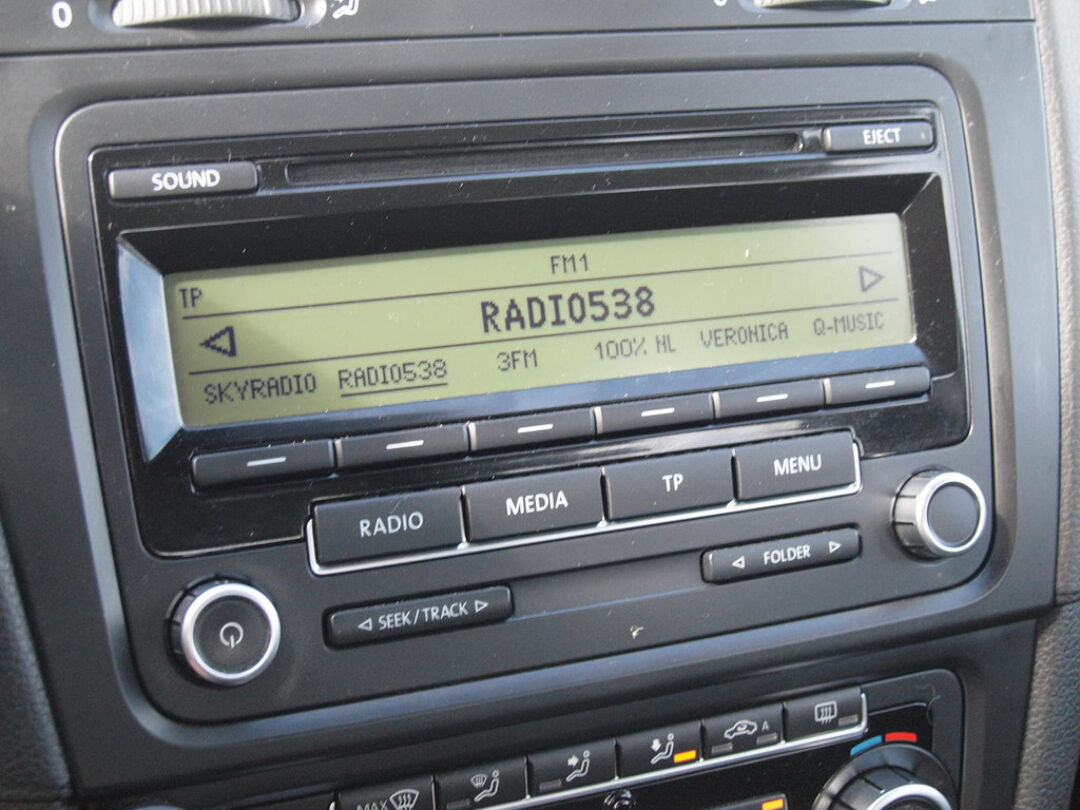 0
EJECT
SOUND
FM1
TP
RADIO538
SKYRADIO RADIO538 3FM 100% NL VERONICA Q-MUSIC
RADIO MEDIA TP MENU
SEEK/TRACK FOLDER
A
MAX